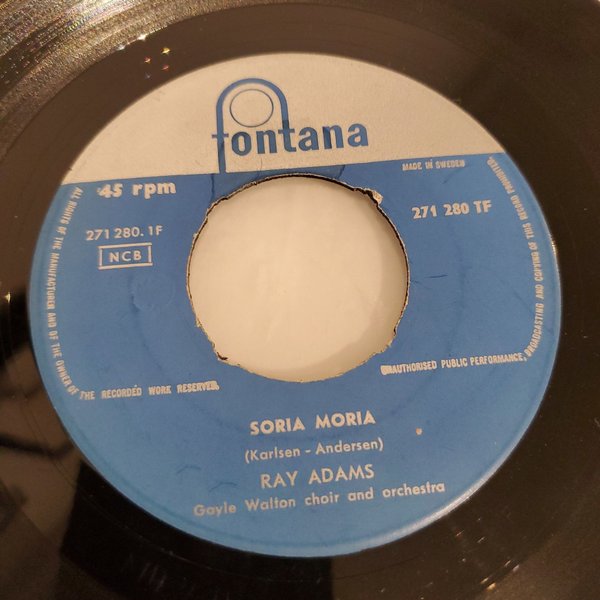 fontana
45 rpm
MADE IN SWEDEN
271 280. 1F
271 280 TF
NCB
ALL RIGHTS OF THE MANUFACTURER AND OF THE OWNER OF THE RECORDED WORK RESERVED.
UNAUTHORISED PUBLIC PERFORMANCE, BROADCASTING AND COPYING OF THIS RECORD PROHIBITED.
SORIA MORIA
(Karlsen - Andersen)
RAY ADAMS
Gayle Walton choir and orchestra